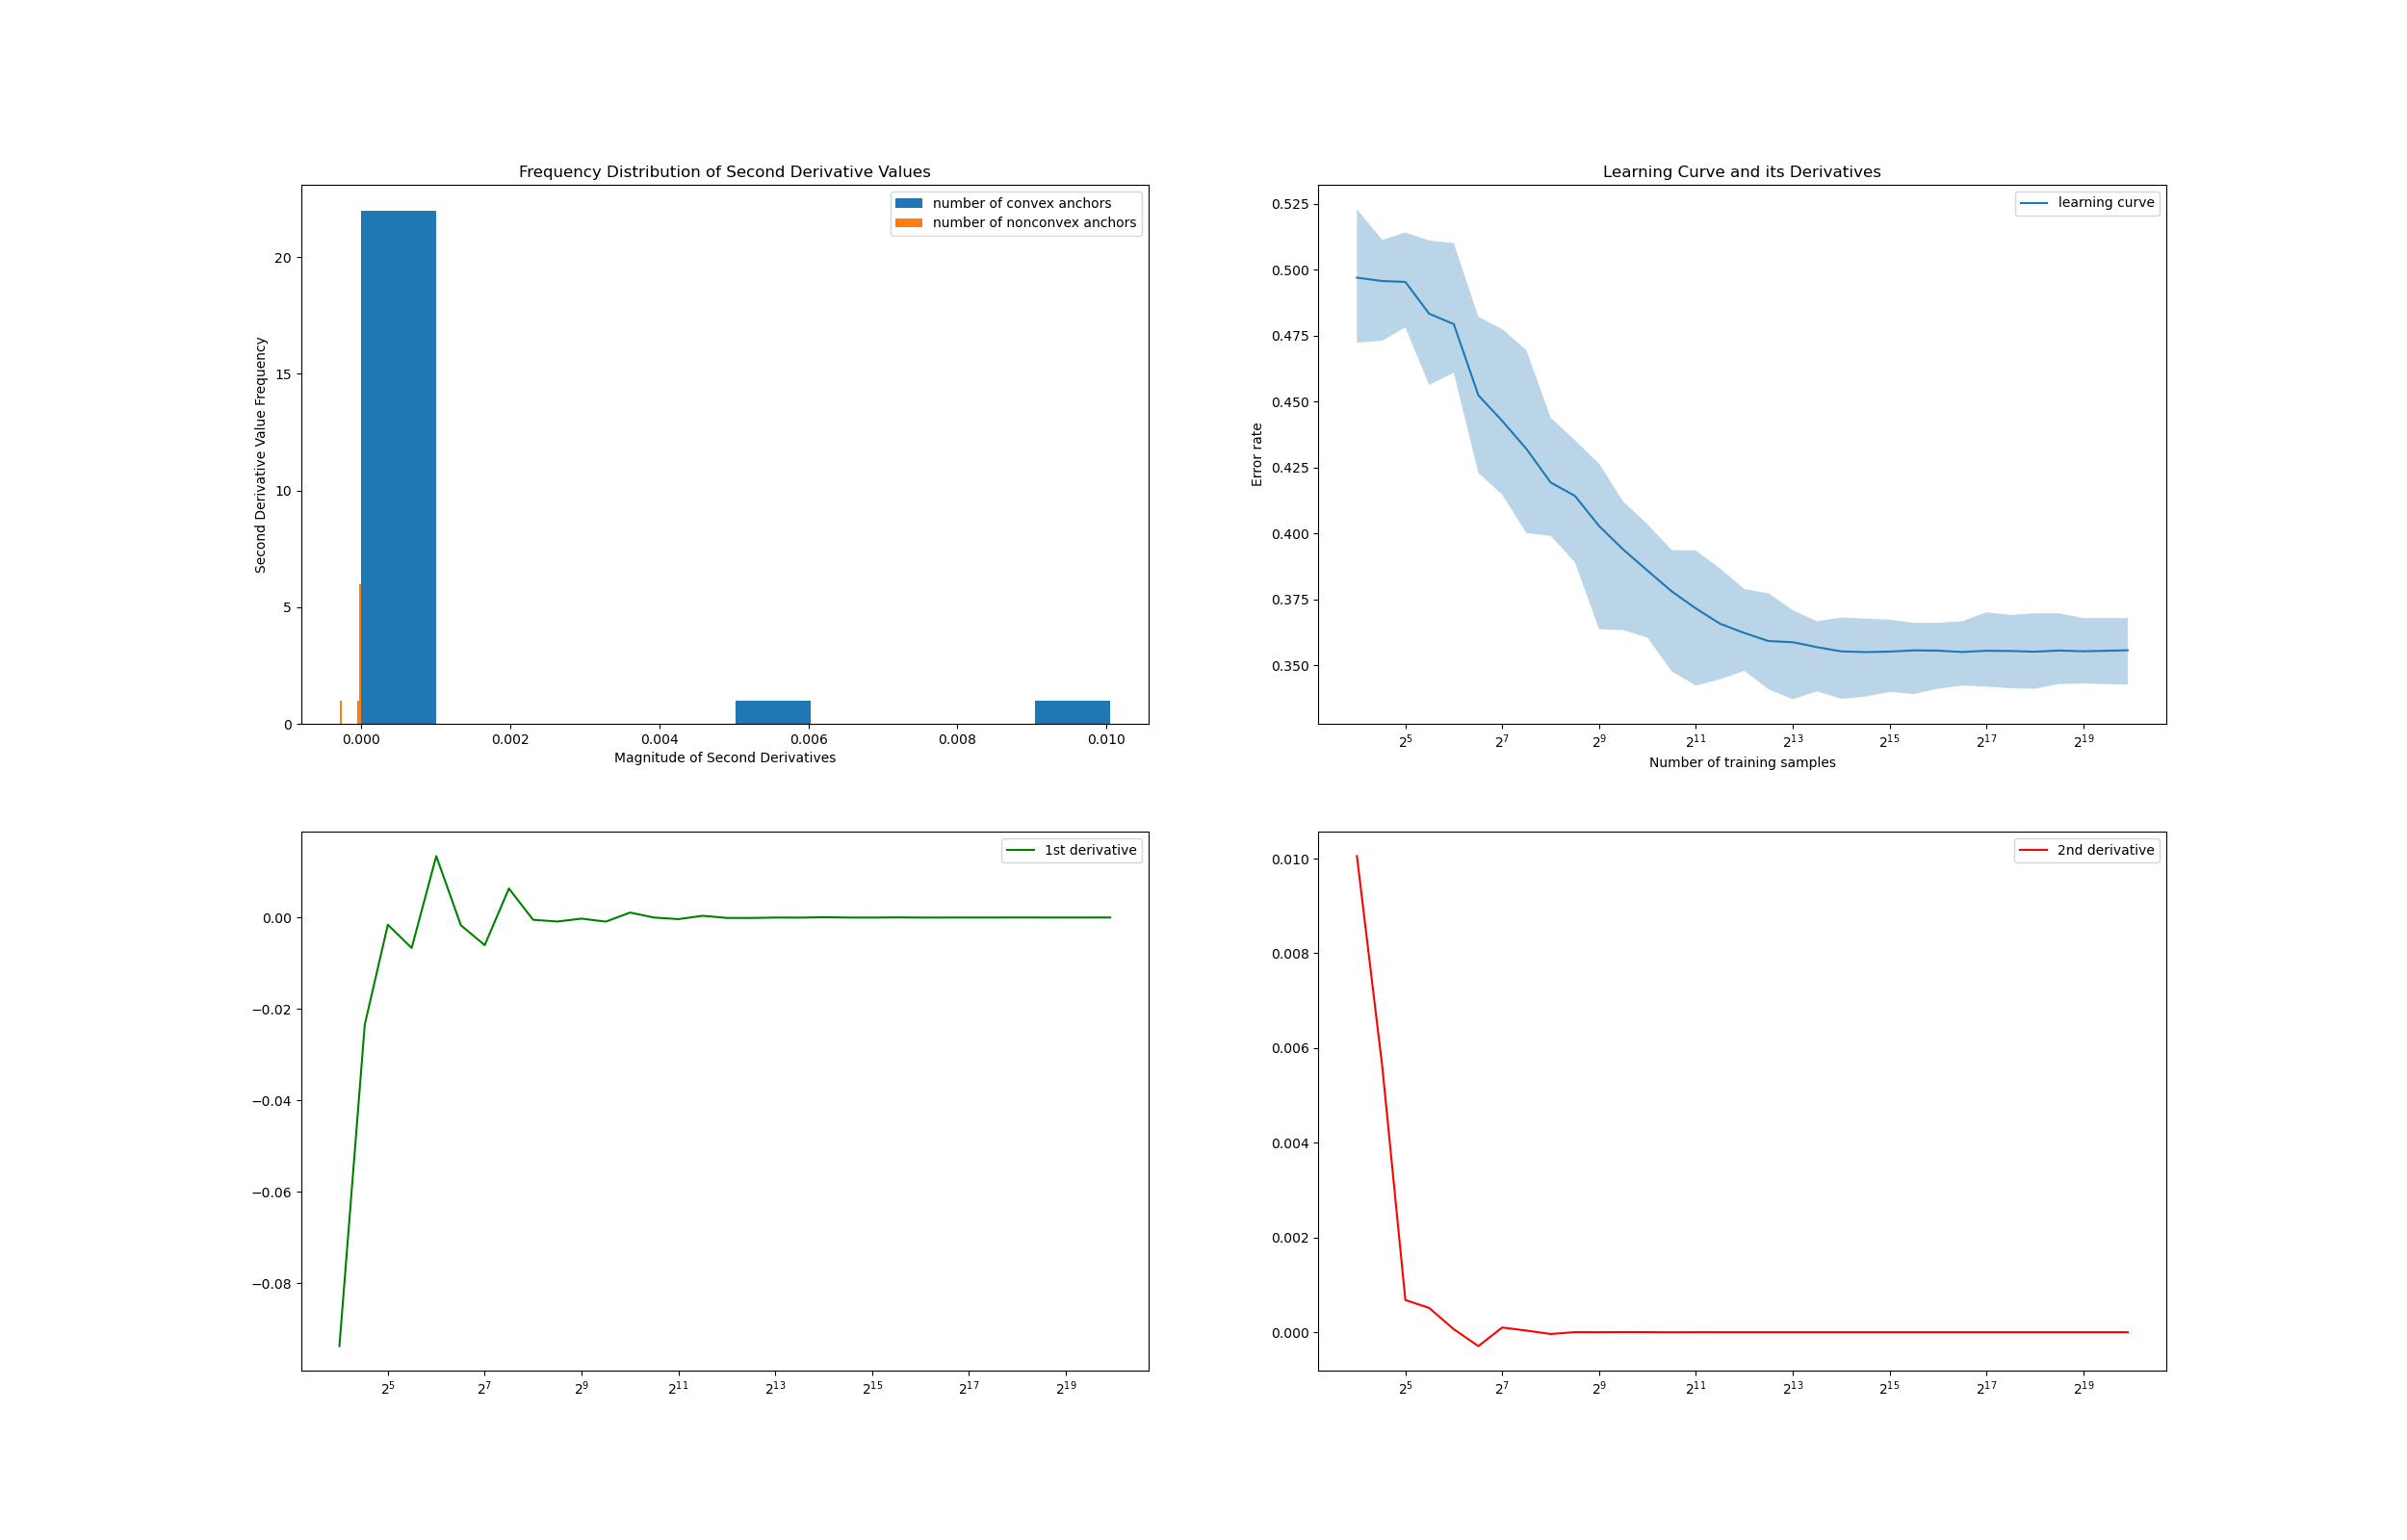 Frequency Distribution of Second Derivative Values
number of convex anchors
number of nonconvex anchors
Second Derivative Value Frequency
20
15
10
5
0
0.000 0.002 0.004 0.006 0.008 0.010
Magnitude of Second Derivatives
Learning Curve and its Derivatives
learning curve
Error rate
0.525
0.500
0.475
0.450
0.425
0.400
0.375
0.350
2^5 2^7 2^9 2^11 2^13 2^15 2^17 2^19
Number of training samples
1st derivative
0.00
−0.02
−0.04
−0.06
−0.08
2^5 2^7 2^9 2^11 2^13 2^15 2^17 2^19
2nd derivative
0.010
0.008
0.006
0.004
0.002
0.000
2^5 2^7 2^9 2^11 2^13 2^15 2^17 2^19